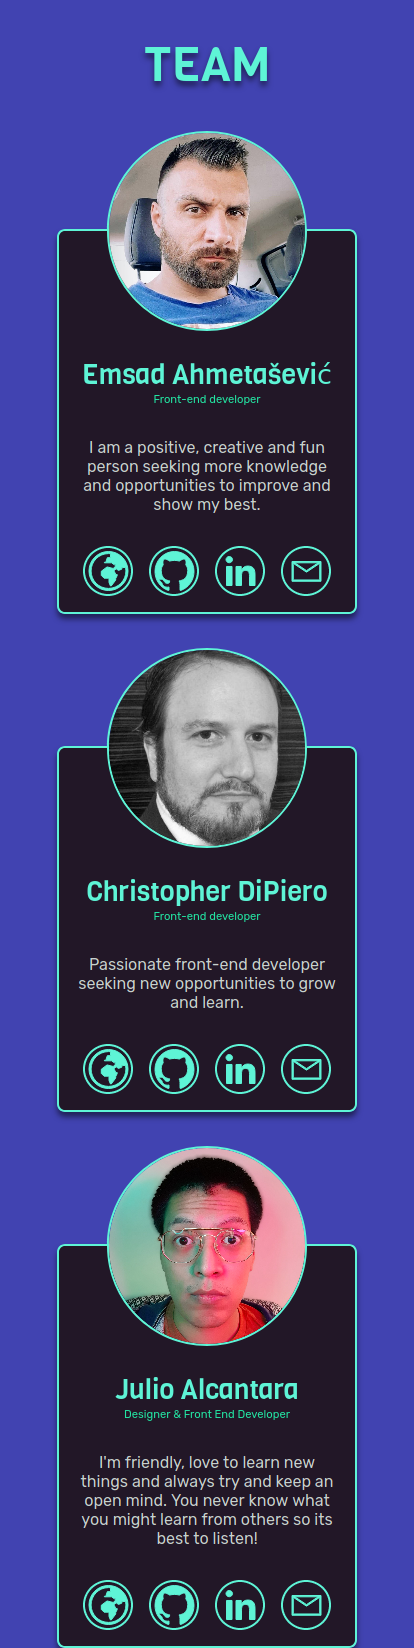 TEAM
Emsad Ahmetašević
Front-end developer
I am a positive, creative and fun
person seeking more knowledge
and opportunities to improve and
show my best.
in
Christopher DiPiero
Front-end developer
Passionate front-end developer
seeking new opportunities to grow
and learn.
in
Julio Alcantara
Designer & Front End Developer
I'm friendly, love to learn new
things and always try and keep an
open mind. You never know what
you might learn from others so its
best to listen!
in